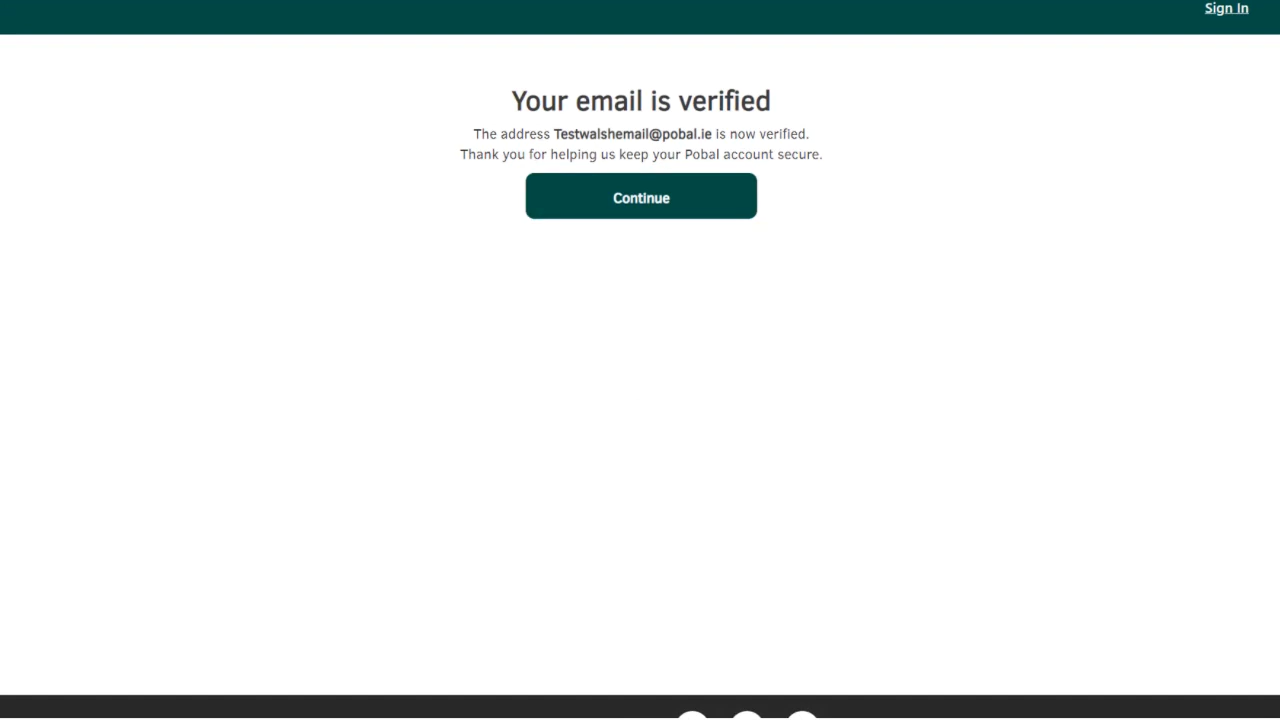 Sign In
Your email is verified
The address Testwalshemail@pobal.ie is now verified.
Thank you for helping us keep your Pobal account secure.
Continue